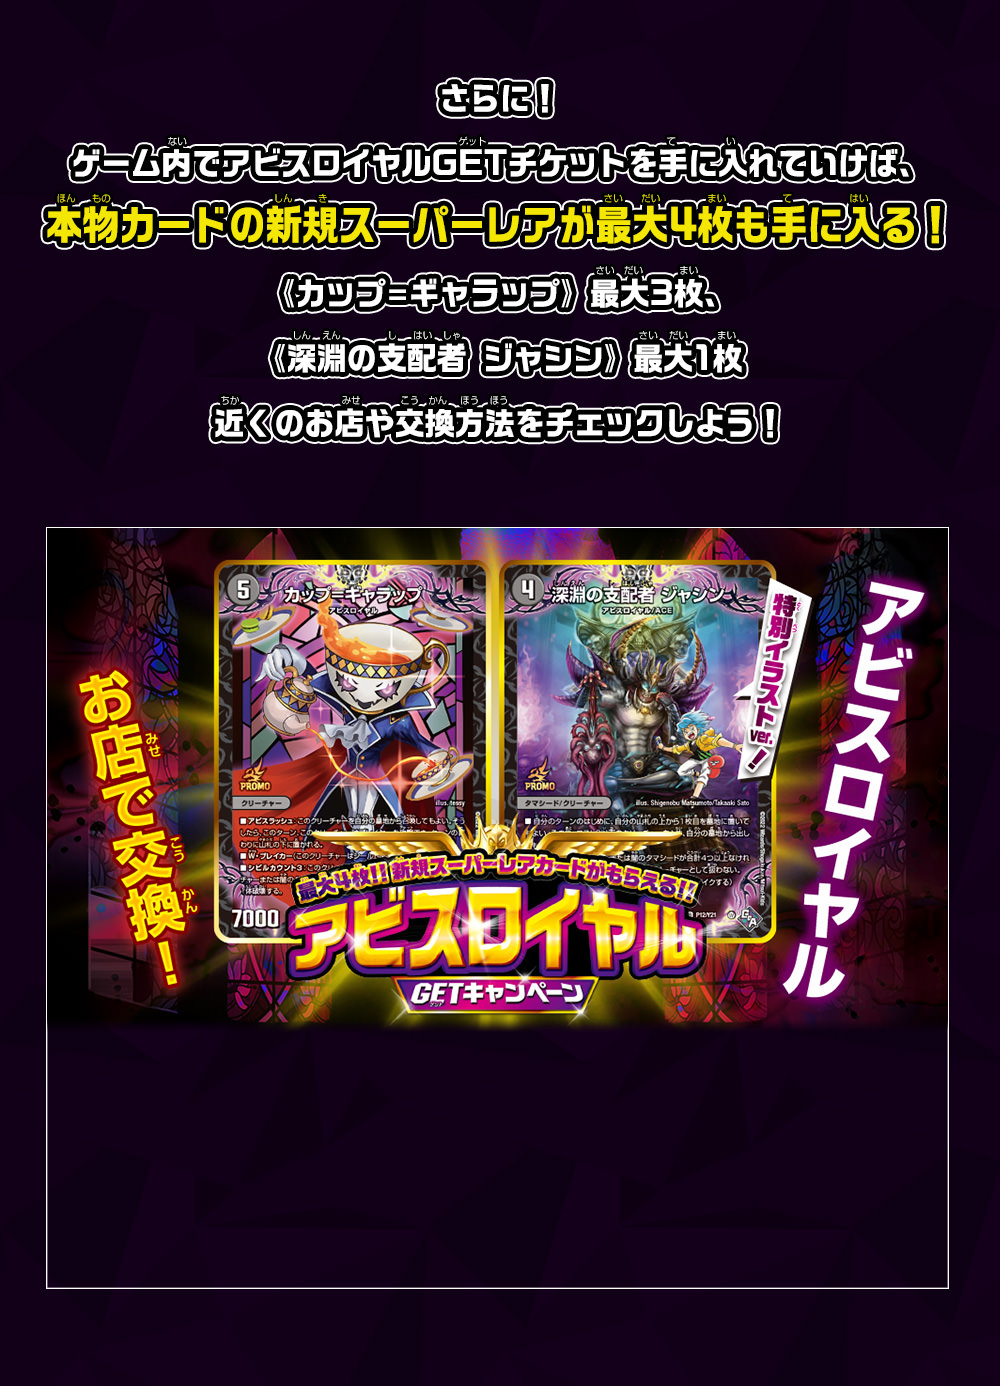 さらに！
ゲーム内でアビスロイヤルGETチケットを手に入れていけば、
本物カードの新規スーパーレアが最大4枚も手に入る！
《カップ=ギャラップ》最大3枚、
《深淵の支配者 ジャシン》最大1枚
近くのお店や交換方法をチェックしよう！
お店で交換！
5
カップ=ギャラップ
アビスロイヤル
PROMO
クリーチャー
illus. tessy
7000
4
深淵の支配者 ジャシン
アビスロイヤル/ACE
特別イラストver.！
PROMO
タマシード/クリーチャー
illus. Shigenobu Matsumoto/Takaaki Sato
P12/Y21
アビスロイヤル
最大4枚!! 新規スーパーレアカードがもらえる!!
アビスロイヤル
GETキャンペーン